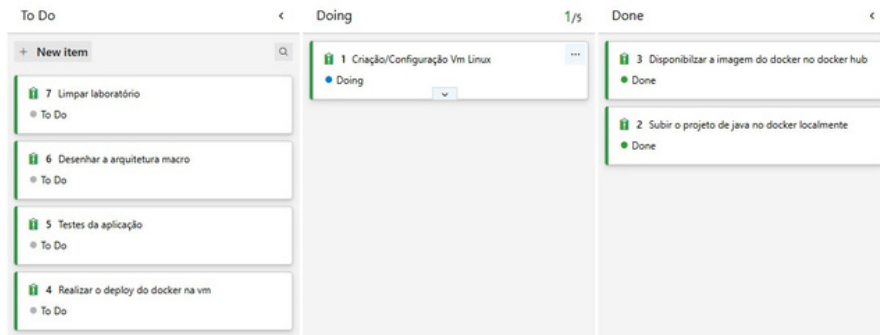 To Do
+ New item
7 Limpar laboratório
To Do
6 Desenhar a arquitetura macro
To Do
5 Testes da aplicação
To Do
4 Realizar o deploy do docker na vm
To Do
Doing
1/5
1 Criação/Configuração Vm Linux
Doing
Done
3 Disponibilzar a imagem do docker no docker hub
Done
2 Subir o projeto de java no docker localmente
Done